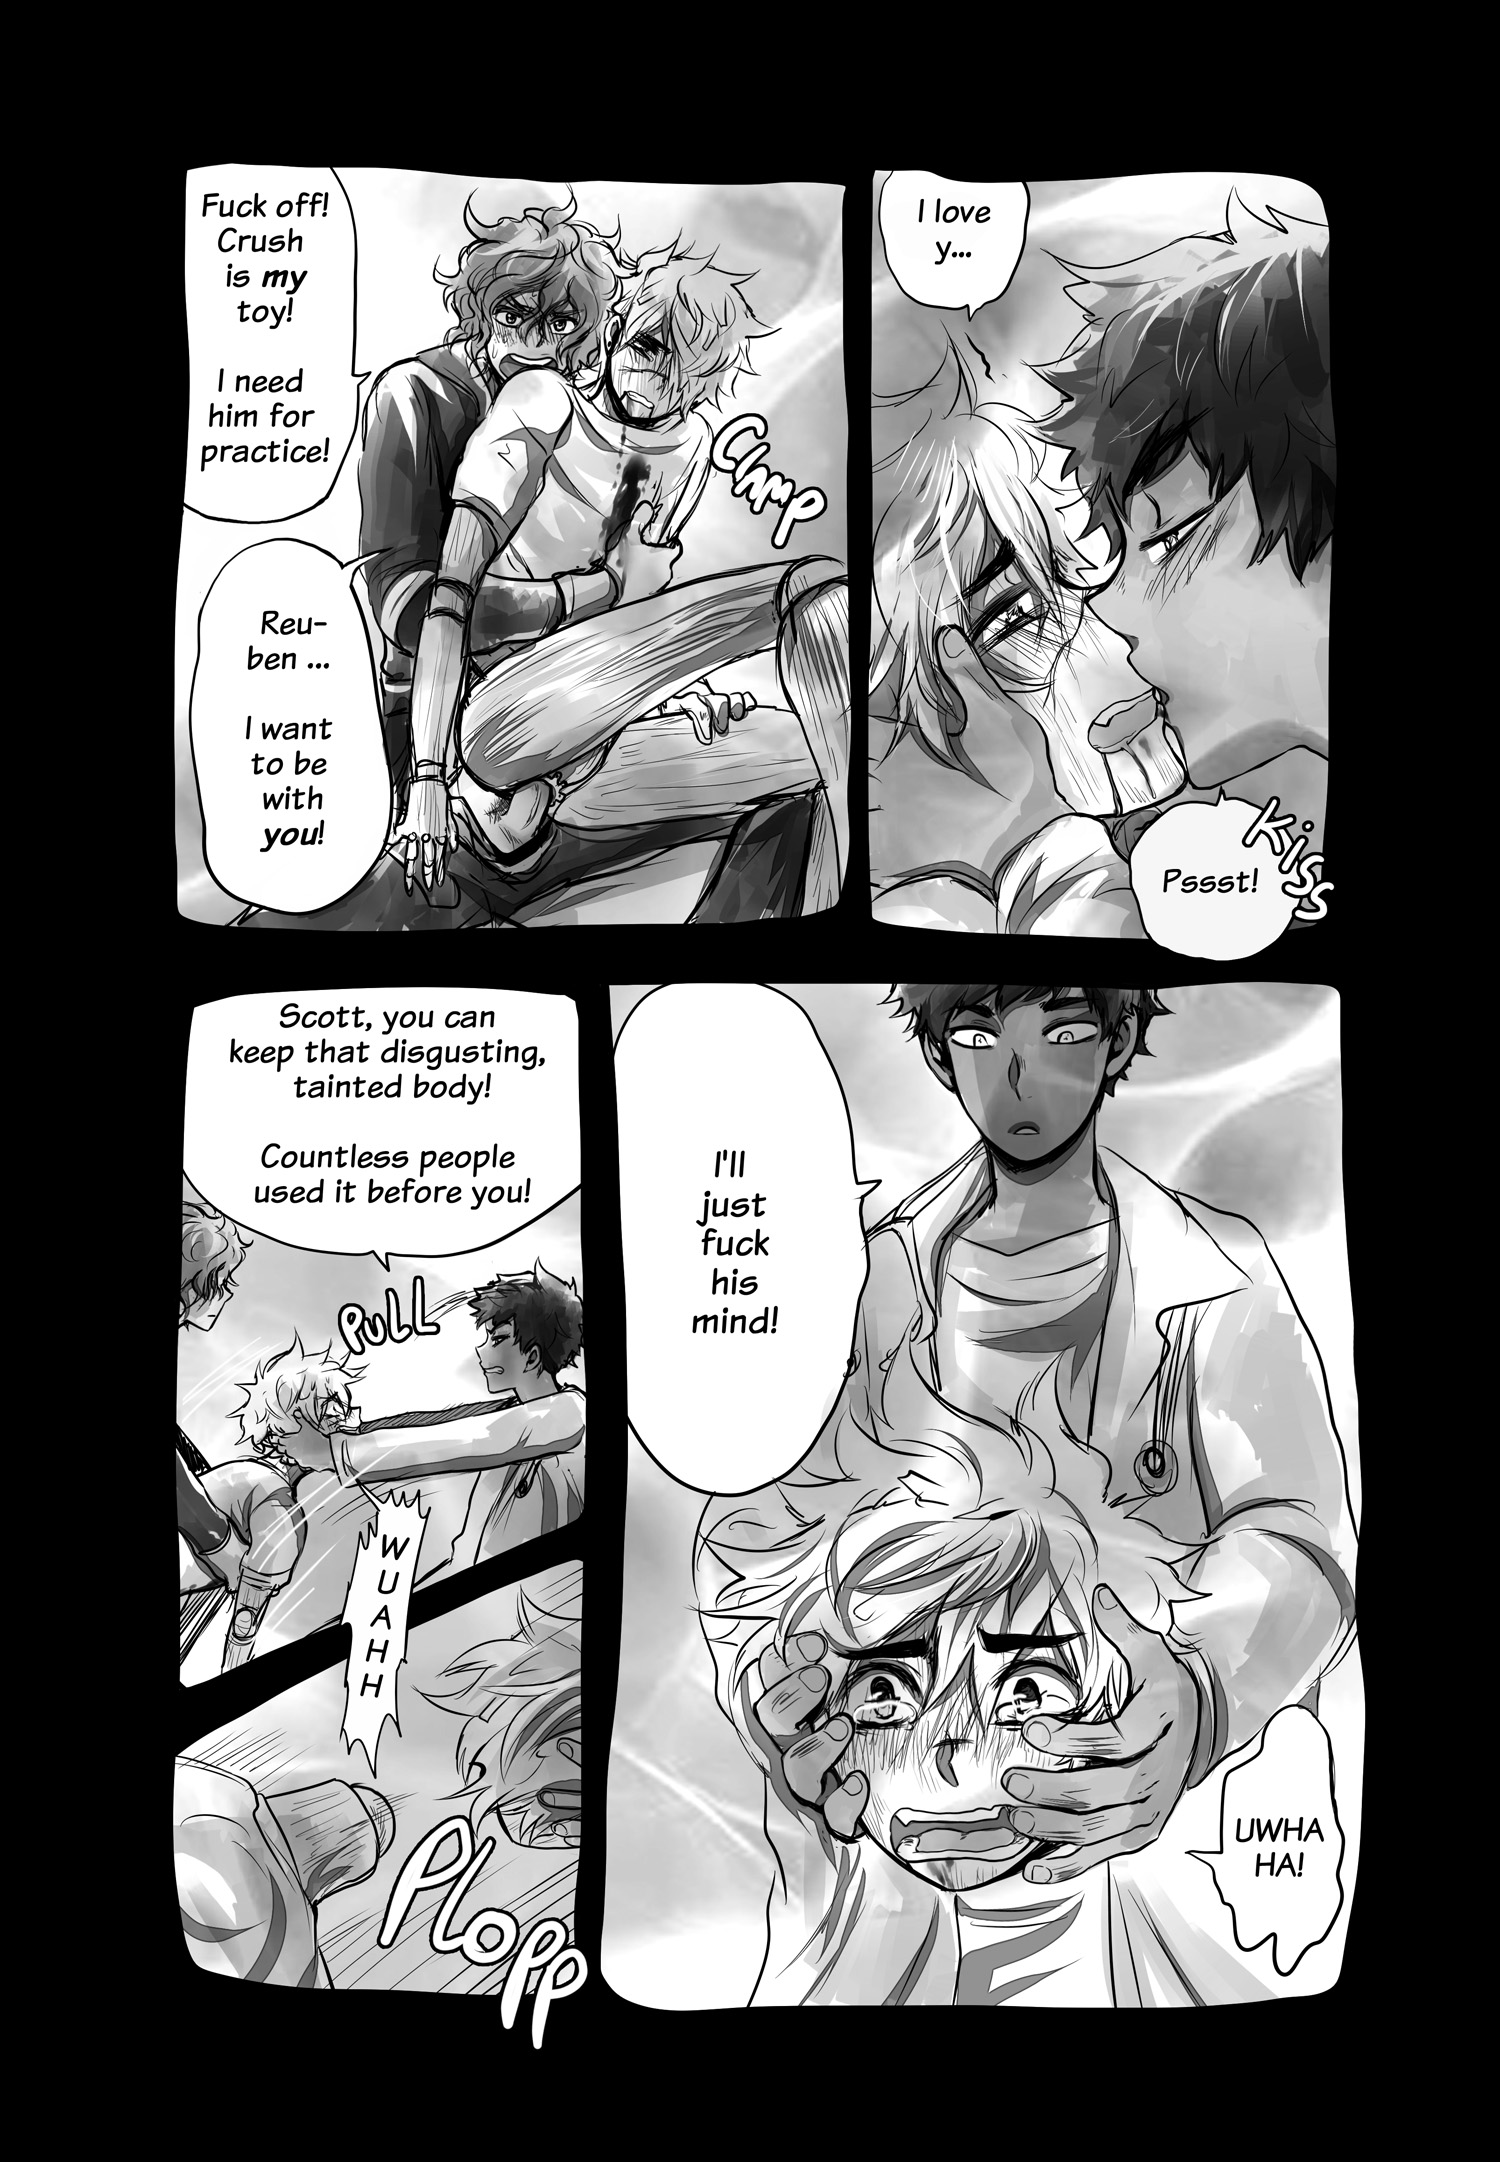 Fuck off!
Crush
is my
toy!
I need
him for
practice!
Reu-
ben ...
I want
to be
with
you!
Clamp
I love
y...
Pssst!
Kiss
Scott, you can
keep that disgusting,
tainted body!
Countless people
used it before you!
PULL
WUAHH
Plopp
I'll
just
fuck
his
mind!
UWHA
HA!